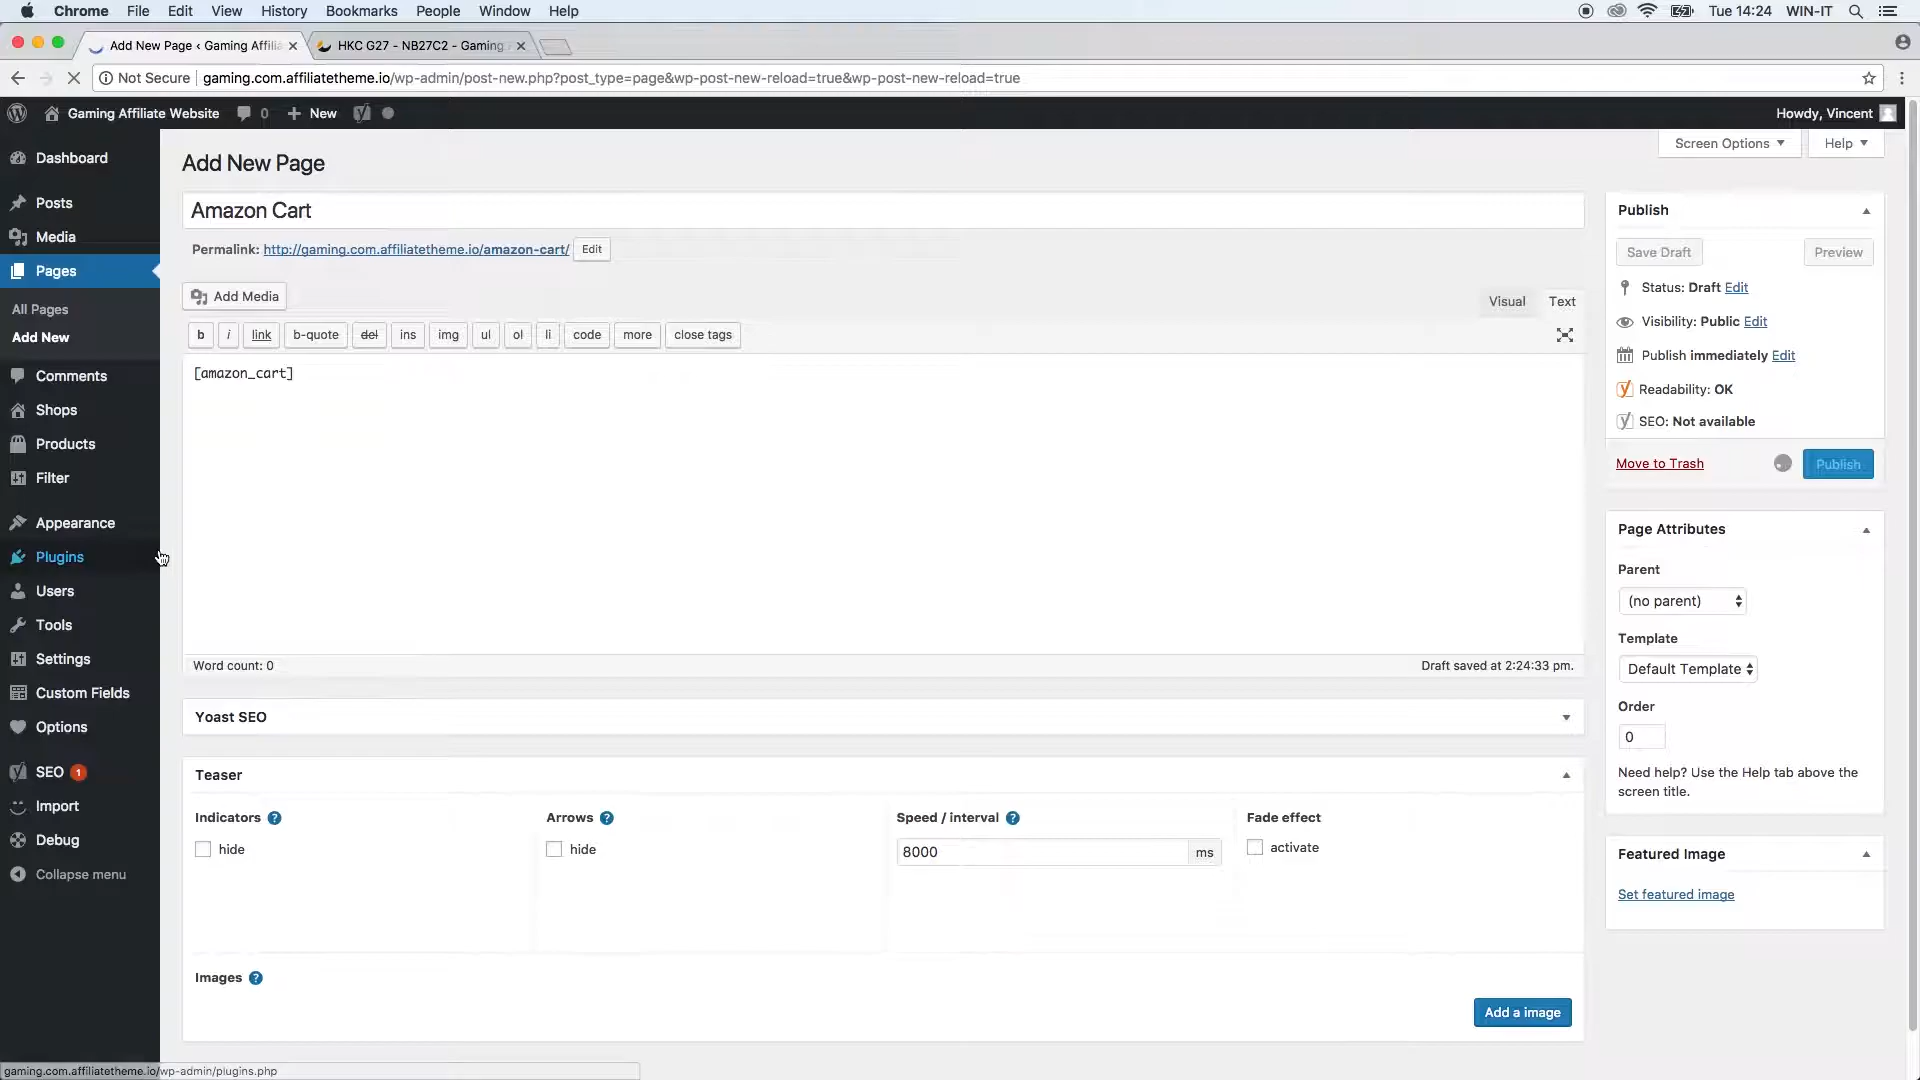 Chrome File Edit View History Bookmarks People Window Help Tue 14:24 WIN-IT
Add New Page ‹ Gaming Affilia HKC G27 - NB27C2 - Gaming
Not Secure gaming.com.affiliatetheme.io/wp-admin/post-new.php?post_type=page&wp-post-new-reload=true&wp-post-new-reload=true
Gaming Affiliate Website 0 New Howdy, Vincent
Screen Options Help
Dashboard
Posts
Media
Pages
All Pages
Add New
Comments
Shops
Products
Filter
Appearance
Plugins
Users
Tools
Settings
Custom Fields
Options
SEO 1
Import
Debug
Collapse menu
Add New Page
Amazon Cart
Permalink: http://gaming.com.affiliatetheme.io/amazon-cart/ Edit
Add Media Visual Text
b i link b-quote del ins img ul ol li code more close tags
[amazon_cart]
Word count: 0 Draft saved at 2:24:33 pm.
Yoast SEO
Teaser
Indicators ? Arrows ? Speed / interval ? Fade effect
hide hide 8000 ms activate
Images ?
Add a image
Publish
Save Draft Preview
Status: Draft Edit
Visibility: Public Edit
Publish immediately Edit
Readability: OK
SEO: Not available
Move to Trash Publish
Page Attributes
Parent
(no parent)
Template
Default Template
Order
0
Need help? Use the Help tab above the
screen title.
Featured Image
Set featured image
gaming.com.affiliatetheme.io/wp-admin/plugins.php